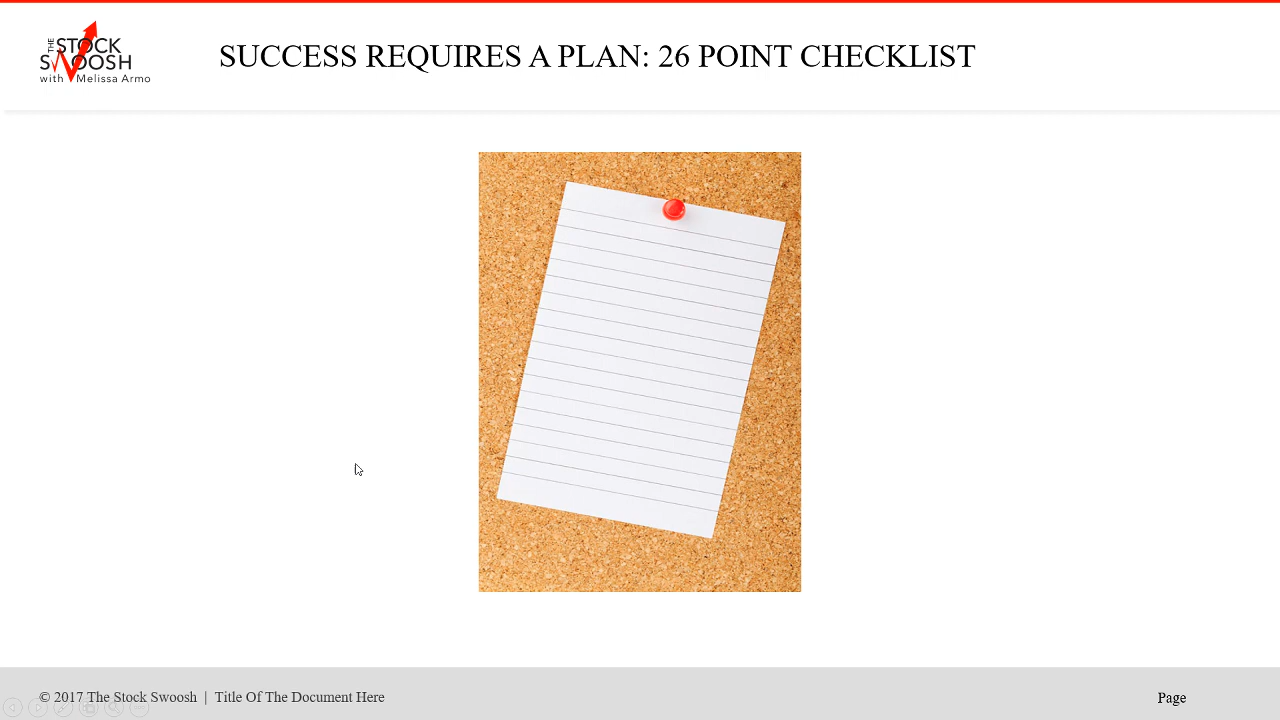 THE STOCK
SWOOSH
with Melissa Armo
SUCCESS REQUIRES A PLAN: 26 POINT CHECKLIST
© 2017 The Stock Swoosh | Title Of The Document Here
Page